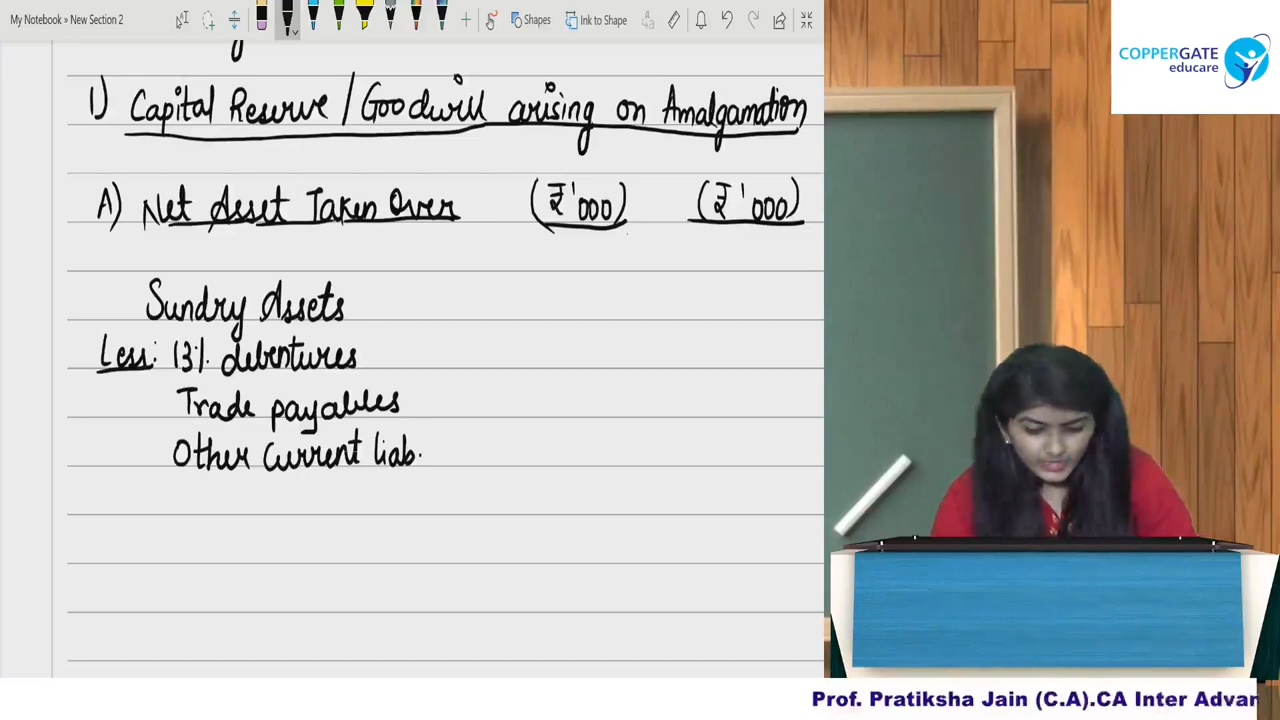 My Notebook » New Section 2
Shapes
Ink to Shape
COPPERGATE
educare
1) Capital Reserve / Goodwill arising on Amalgamation
A) Net Asset Taken Over (₹'000) (₹'000)
Sundry Assets
Less: 13% debentures
Trade payables
Other Current liab.
Prof. Pratiksha Jain (C.A).CA Inter Advan